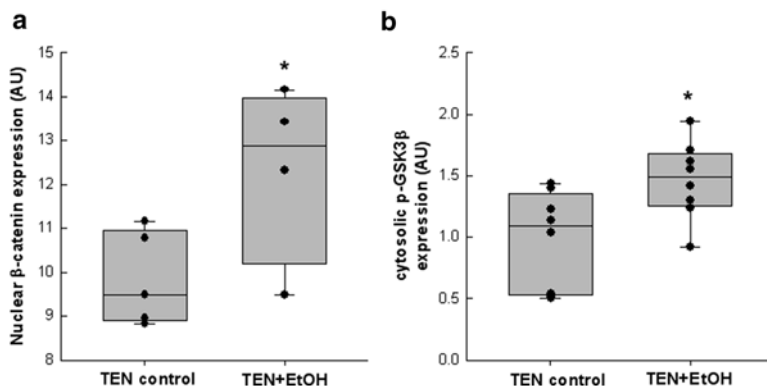 a
Nuclear β-catenin expression (AU)
15
14
13
12
11
10
9
8
*
TEN control
TEN+EtOH
b
cytosolic p-GSK3β
expression (AU)
2.5
2.0
1.5
1.0
0.5
0.0
*
TEN control
TEN+EtOH